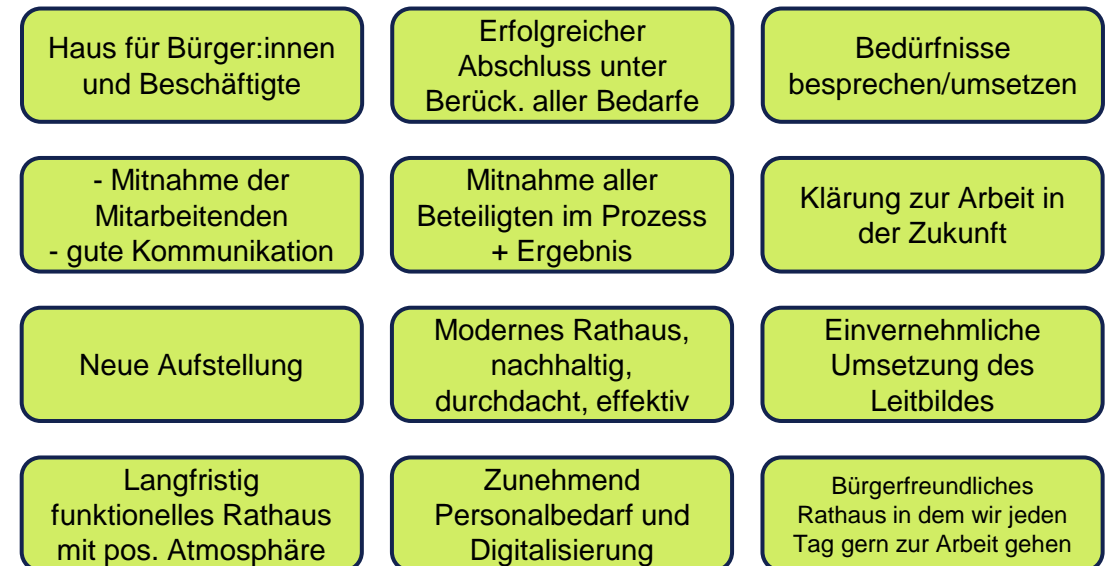 Haus für Bürger:innen
und Beschäftigte
Erfolgreicher
Abschluss unter
Berück. aller Bedarfe
Bedürfnisse
besprechen/umsetzen
- Mitnahme der
Mitarbeitenden
- gute Kommunikation
Mitnahme aller
Beteiligten im Prozess
+ Ergebnis
Klärung zur Arbeit in
der Zukunft
Neue Aufstellung
Modernes Rathaus,
nachhaltig,
durchdacht, effektiv
Einvernehmliche
Umsetzung des
Leitbildes
Langfristig
funktionelles Rathaus
mit pos. Atmosphäre
Zunehmend
Personalbedarf und
Digitalisierung
Bürgerfreundliches
Rathaus in dem wir jeden
Tag gern zur Arbeit gehen